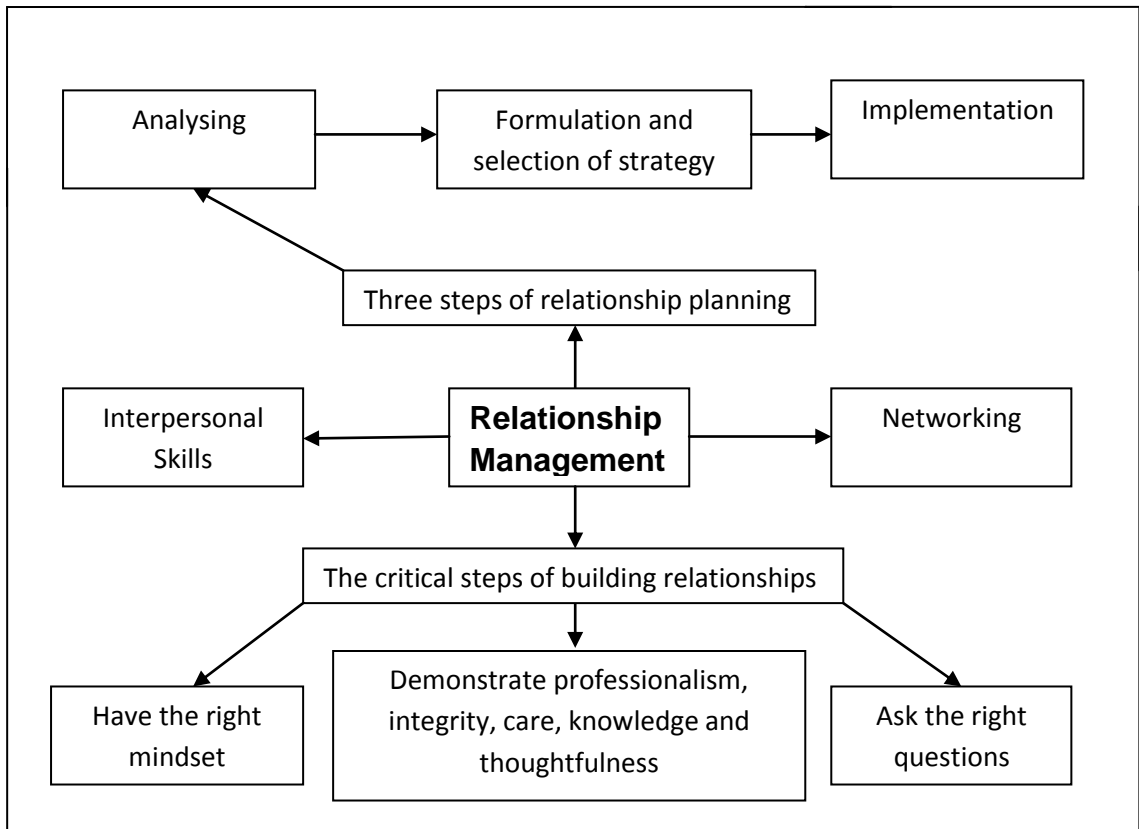 Analysing
Formulation and
selection of strategy
Implementation
Three steps of relationship planning
Interpersonal
Skills
Relationship
Management
Networking
The critical steps of building relationships
Have the right
mindset
Demonstrate professionalism,
integrity, care, knowledge and
thoughtfulness
Ask the right
questions